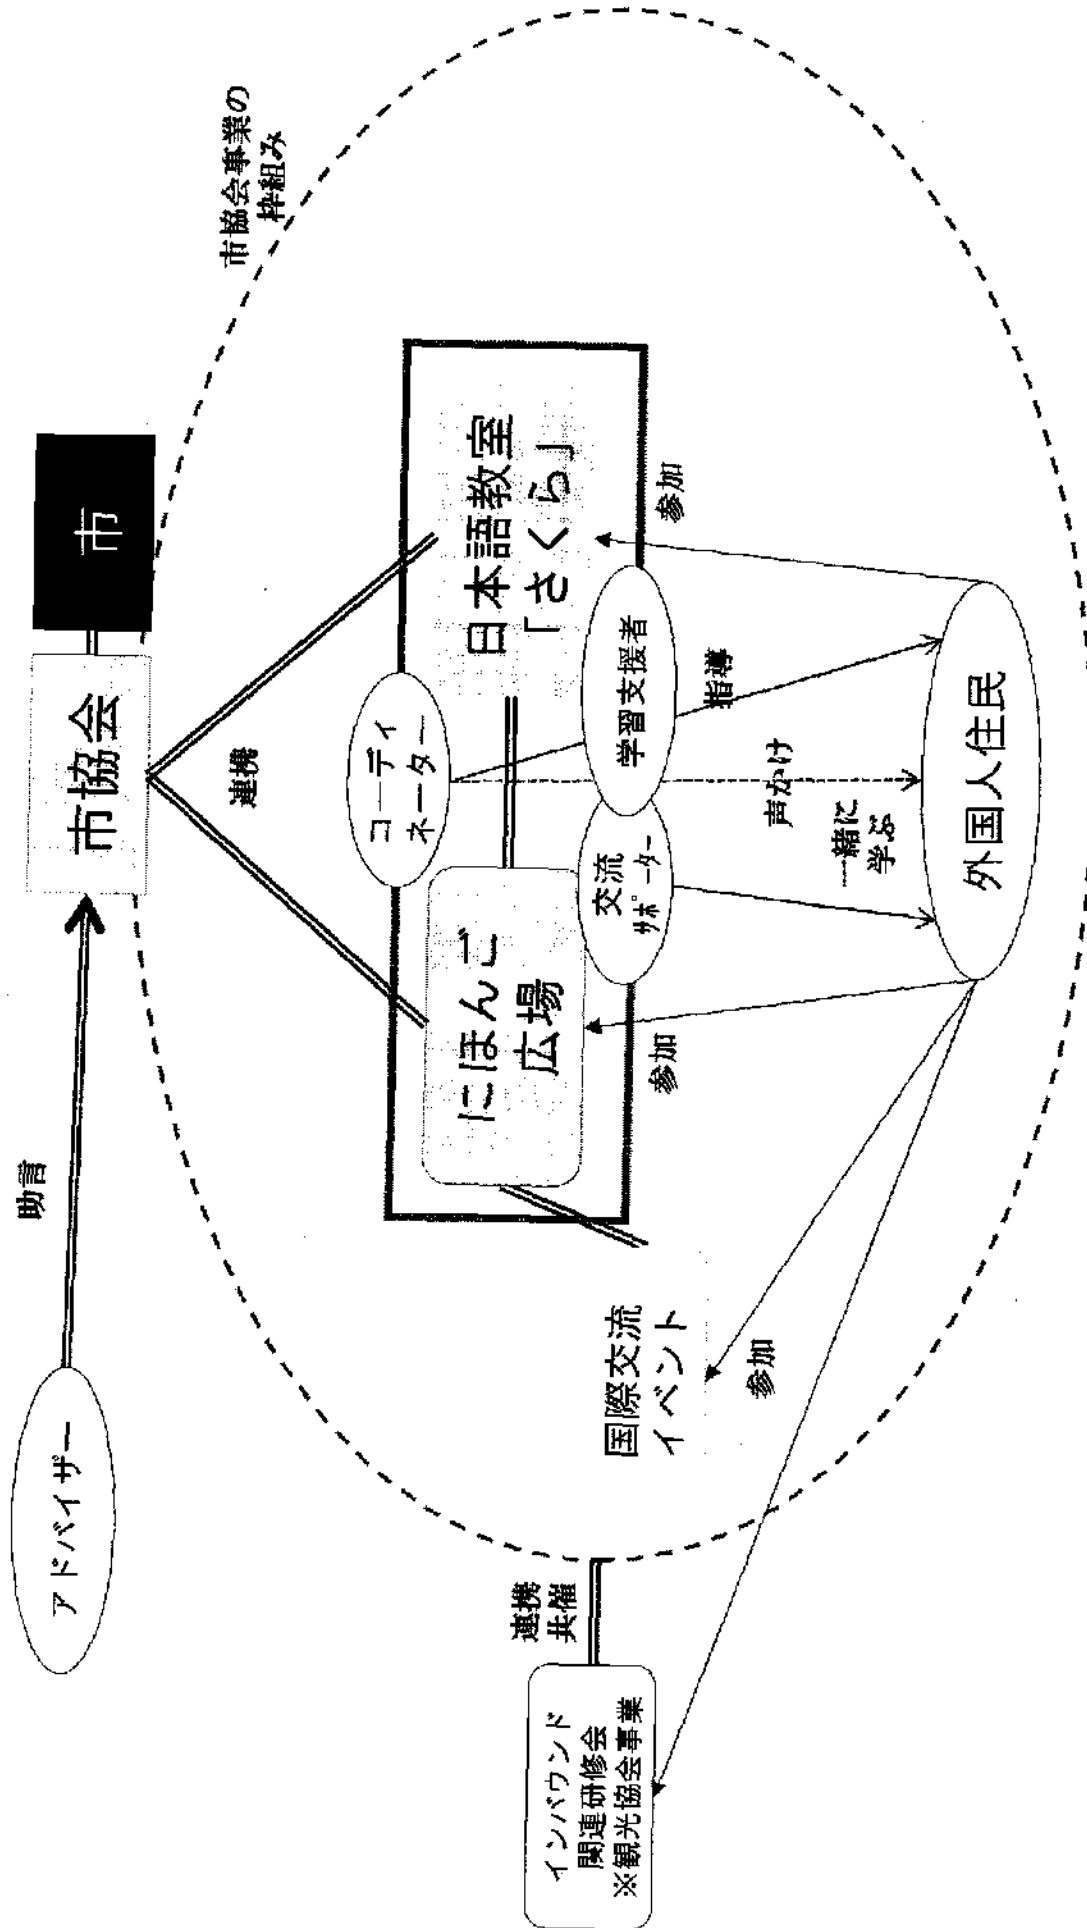 アドバイザー
助言
市協会
市
市協会事業の
枠組み
連携
コーディ
ネーター
にほんご
広場
日本語教室
「さくら」
交流
サポーター
学習支援者
参加
参加
指導
声かけ
一緒に
学ぶ
国際交流
イベント
参加
外国人住民
連携
共催
インバウンド
関連研修会
※観光協会事業